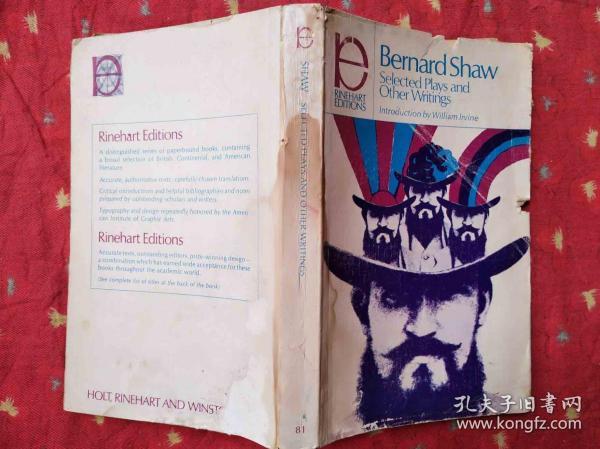 Rinehart Editions
A distinguished series of paperbound books, containing
a broad selection of British, Continental, and American
literature.
Accurate, authoritative texts; carefully chosen translations.
Critical introductions and helpful bibliographies and notes
prepared by outstanding scholars and writers.
Typography and design repeatedly honored by the Amer-
ican Institute of Graphic Arts.
Rinehart Editions
Accurate texts, outstanding editors, prize-winning design—
a combination which has earned wide acceptance for these
books throughout the academic world.
(See complete list of titles at the back of the book)
HOLT, RINEHART AND WINST
re
SHAW SELECTED PLAYS AND OTHER WRITINGS
81
re
RINEHART
EDITIONS
Bernard Shaw
Selected Plays and
Other Writings
Introduction by William Irvine
孔夫子旧书网
www.kongfz.com